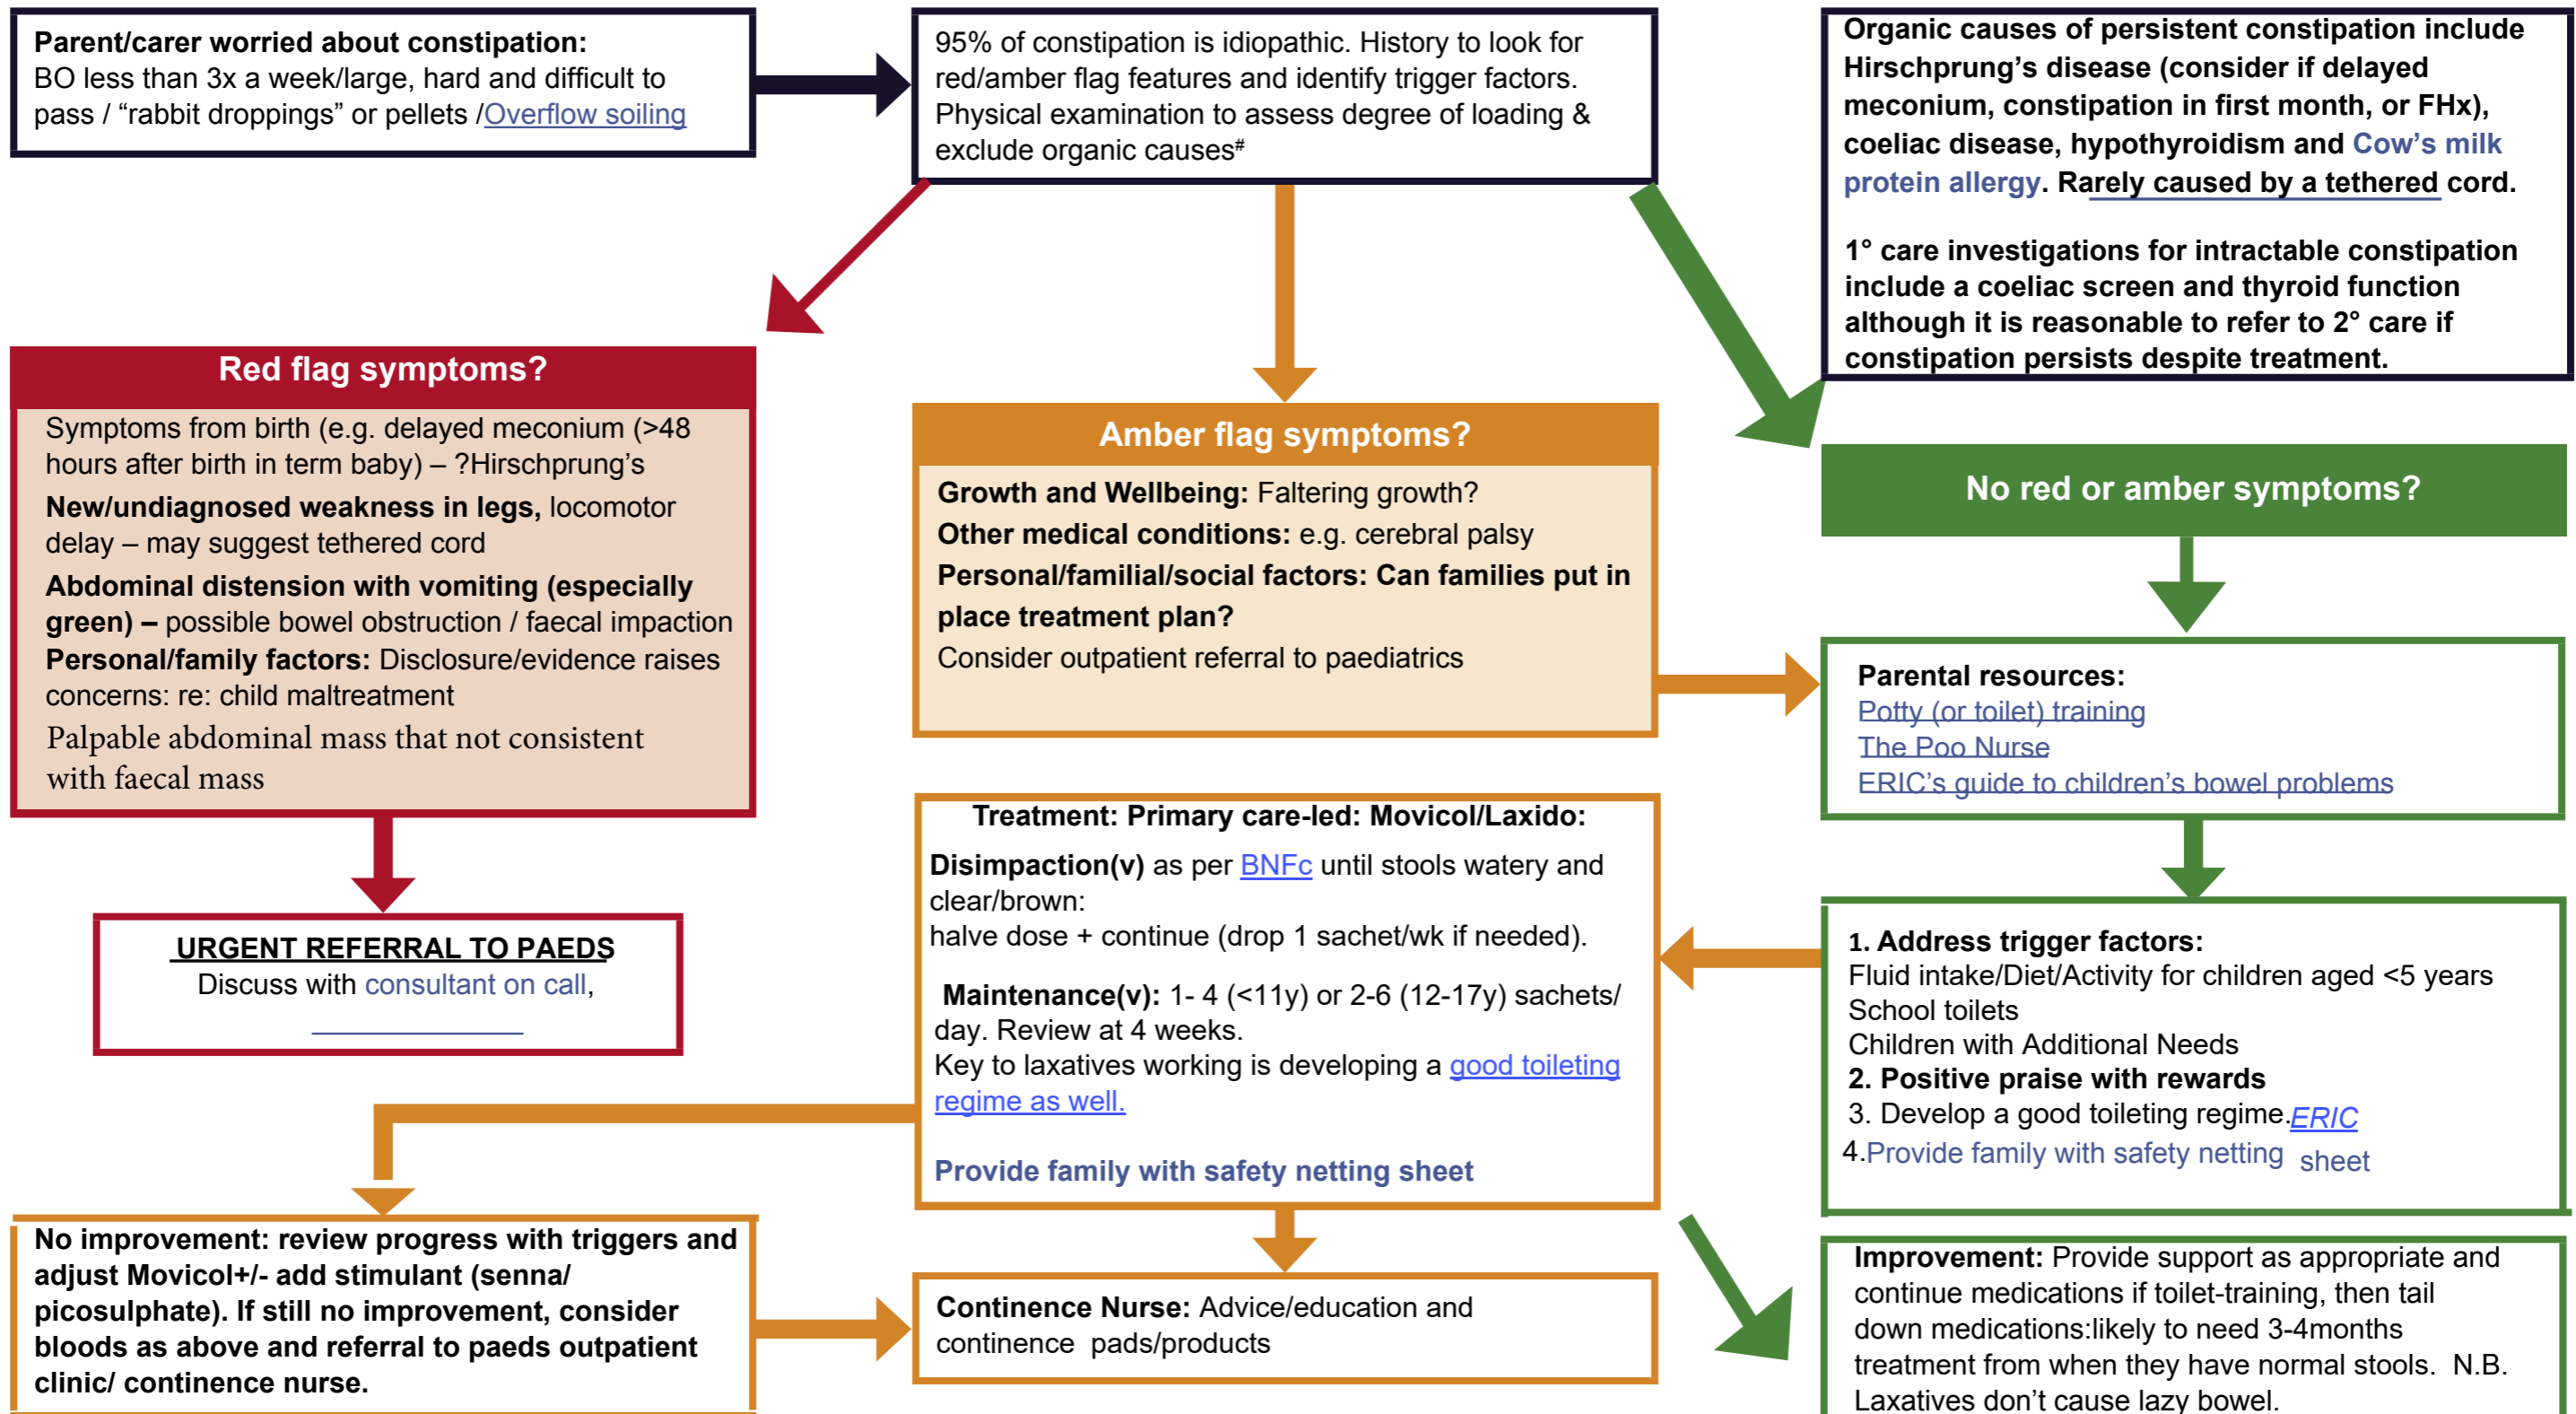 Parent/carer worried about constipation:
BO less than 3x a week/large, hard and difficult to
pass / “rabbit droppings” or pellets /Overflow soiling
95% of constipation is idiopathic. History to look for
red/amber flag features and identify trigger factors.
Physical examination to assess degree of loading &
exclude organic causes#
Organic causes of persistent constipation include
Hirschprung’s disease (consider if delayed
meconium, constipation in first month, or FHx),
coeliac disease, hypothyroidism and Cow’s milk
protein allergy. Rarely caused by a tethered cord.
1° care investigations for intractable constipation
include a coeliac screen and thyroid function
although it is reasonable to refer to 2° care if
constipation persists despite treatment.
Red flag symptoms?
Symptoms from birth (e.g. delayed meconium (>48
hours after birth in term baby) – ?Hirschprung’s
New/undiagnosed weakness in legs, locomotor
delay – may suggest tethered cord
Abdominal distension with vomiting (especially
green) – possible bowel obstruction / faecal impaction
Personal/family factors: Disclosure/evidence raises
concerns: re: child maltreatment
Palpable abdominal mass that not consistent
with faecal mass
URGENT REFERRAL TO PAEDS
Discuss with consultant on call,
Amber flag symptoms?
Growth and Wellbeing: Faltering growth?
Other medical conditions: e.g. cerebral palsy
Personal/familial/social factors: Can families put in
place treatment plan?
Consider outpatient referral to paediatrics
No red or amber symptoms?
Parental resources:
Potty (or toilet) training
The Poo Nurse
ERIC’s guide to children’s bowel problems
1. Address trigger factors:
Fluid intake/Diet/Activity for children aged <5 years
School toilets
Children with Additional Needs
2. Positive praise with rewards
3. Develop a good toileting regime.ERIC
4.Provide family with safety netting sheet
Treatment: Primary care-led: Movicol/Laxido:
Disimpaction(v) as per BNFc until stools watery and
clear/brown:
halve dose + continue (drop 1 sachet/wk if needed).
Maintenance(v): 1- 4 (<11y) or 2-6 (12-17y) sachets/
day. Review at 4 weeks.
Key to laxatives working is developing a good toileting
regime as well.
Provide family with safety netting sheet
No improvement: review progress with triggers and
adjust Movicol+/- add stimulant (senna/
picosulphate). If still no improvement, consider
bloods as above and referral to paeds outpatient
clinic/ continence nurse.
Continence Nurse: Advice/education and
continence pads/products
Improvement: Provide support as appropriate and
continue medications if toilet-training, then tail
down medications:likely to need 3-4months
treatment from when they have normal stools. N.B.
Laxatives don’t cause lazy bowel.